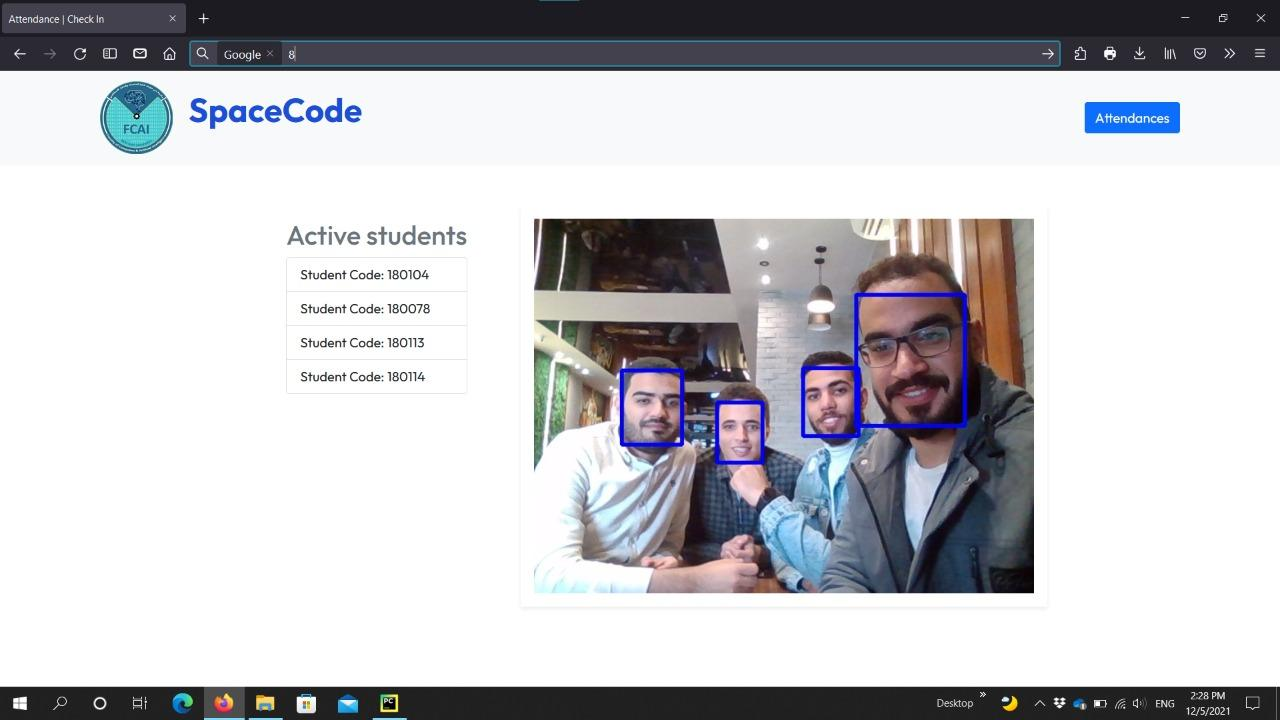 Attendance | Check In
Google
8
FCAI
SpaceCode
Attendances
Active students
Student Code: 180104
Student Code: 180078
Student Code: 180113
Student Code: 180114
PC
Desktop
ENG
2:28 PM
12/5/2021